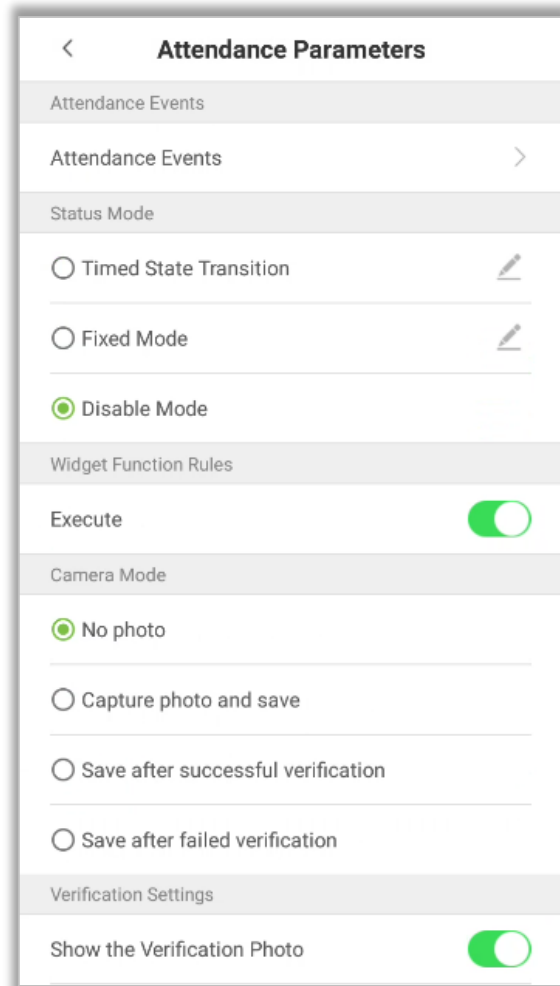 Attendance Parameters
Attendance Events
Attendance Events
Status Mode
Timed State Transition
Fixed Mode
Disable Mode
Widget Function Rules
Execute
Camera Mode
No photo
Capture photo and save
Save after successful verification
Save after failed verification
Verification Settings
Show the Verification Photo